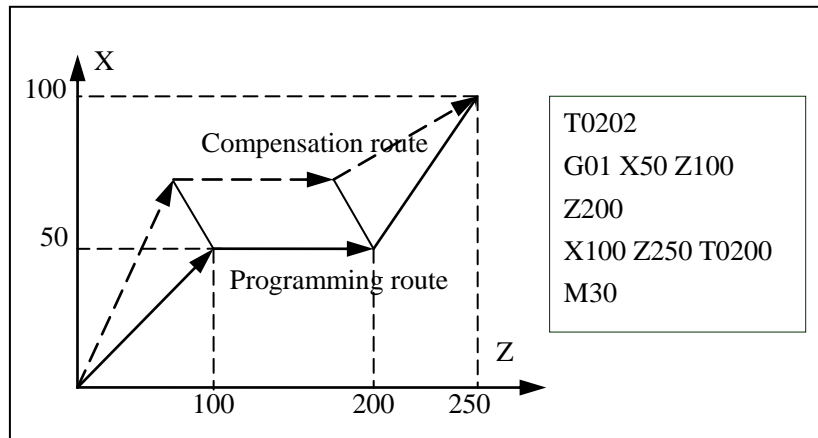 X
100
Compensation route
50
Programming route
Z
100
200
250
T0202
G01 X50 Z100
Z200
X100 Z250 T0200
M30